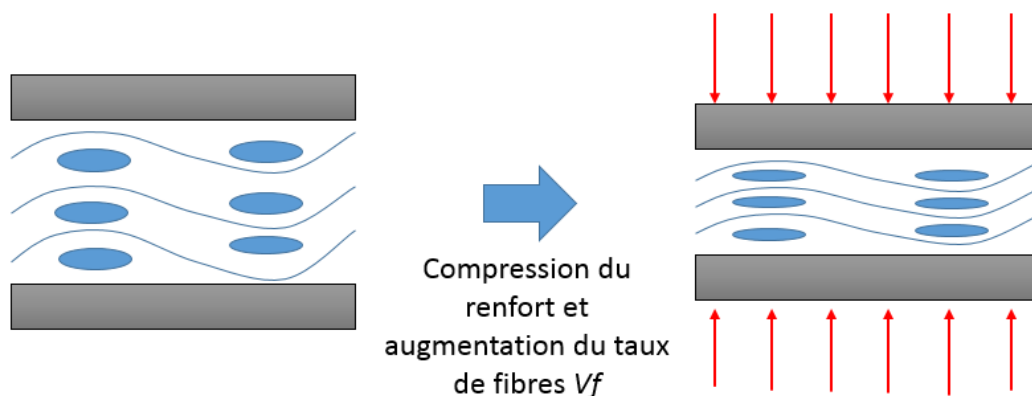 Compression du
renfort et
augmentation du taux
de fibres Vf